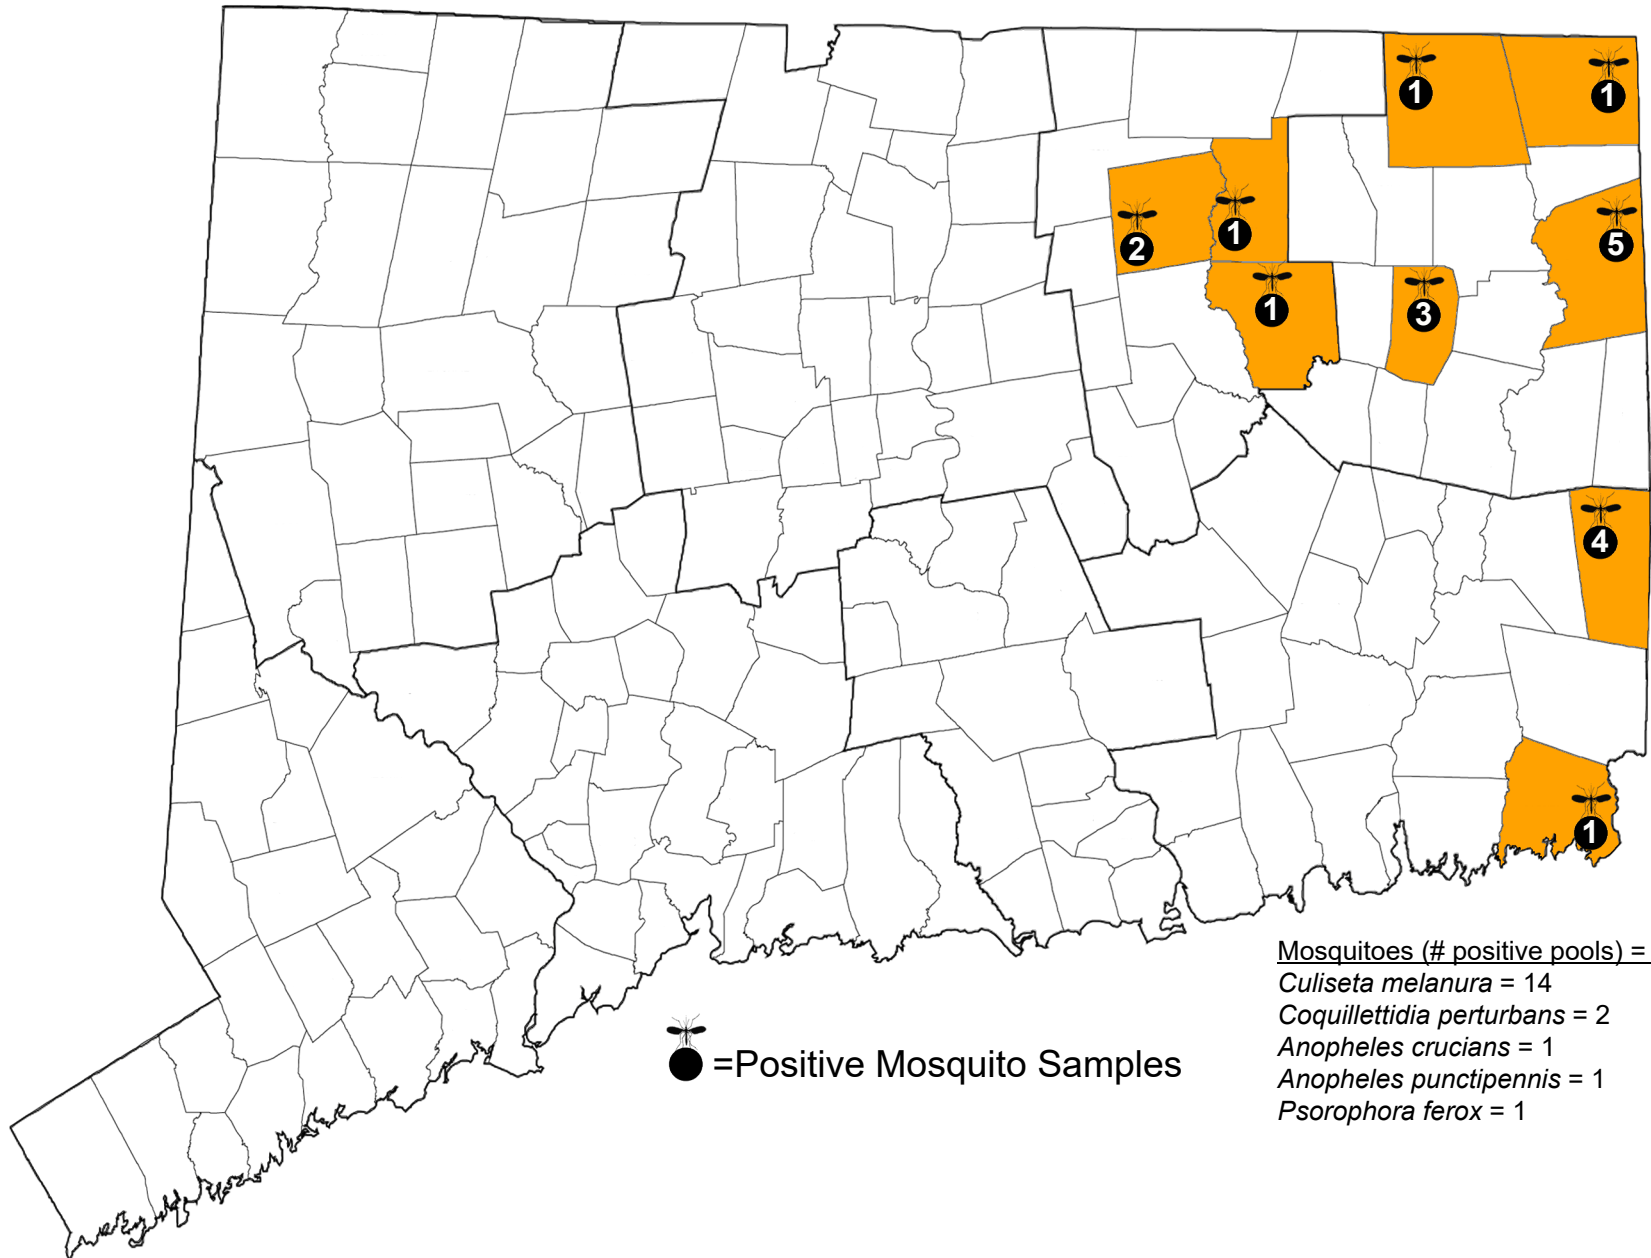 1
1
2
1
5
1
3
4
1
Mosquitoes (# positive pools) =
Culiseta melanura = 14
Coquillettidia perturbans = 2
Anopheles crucians = 1
Anopheles punctipennis = 1
Psorophora ferox = 1
=Positive Mosquito Samples